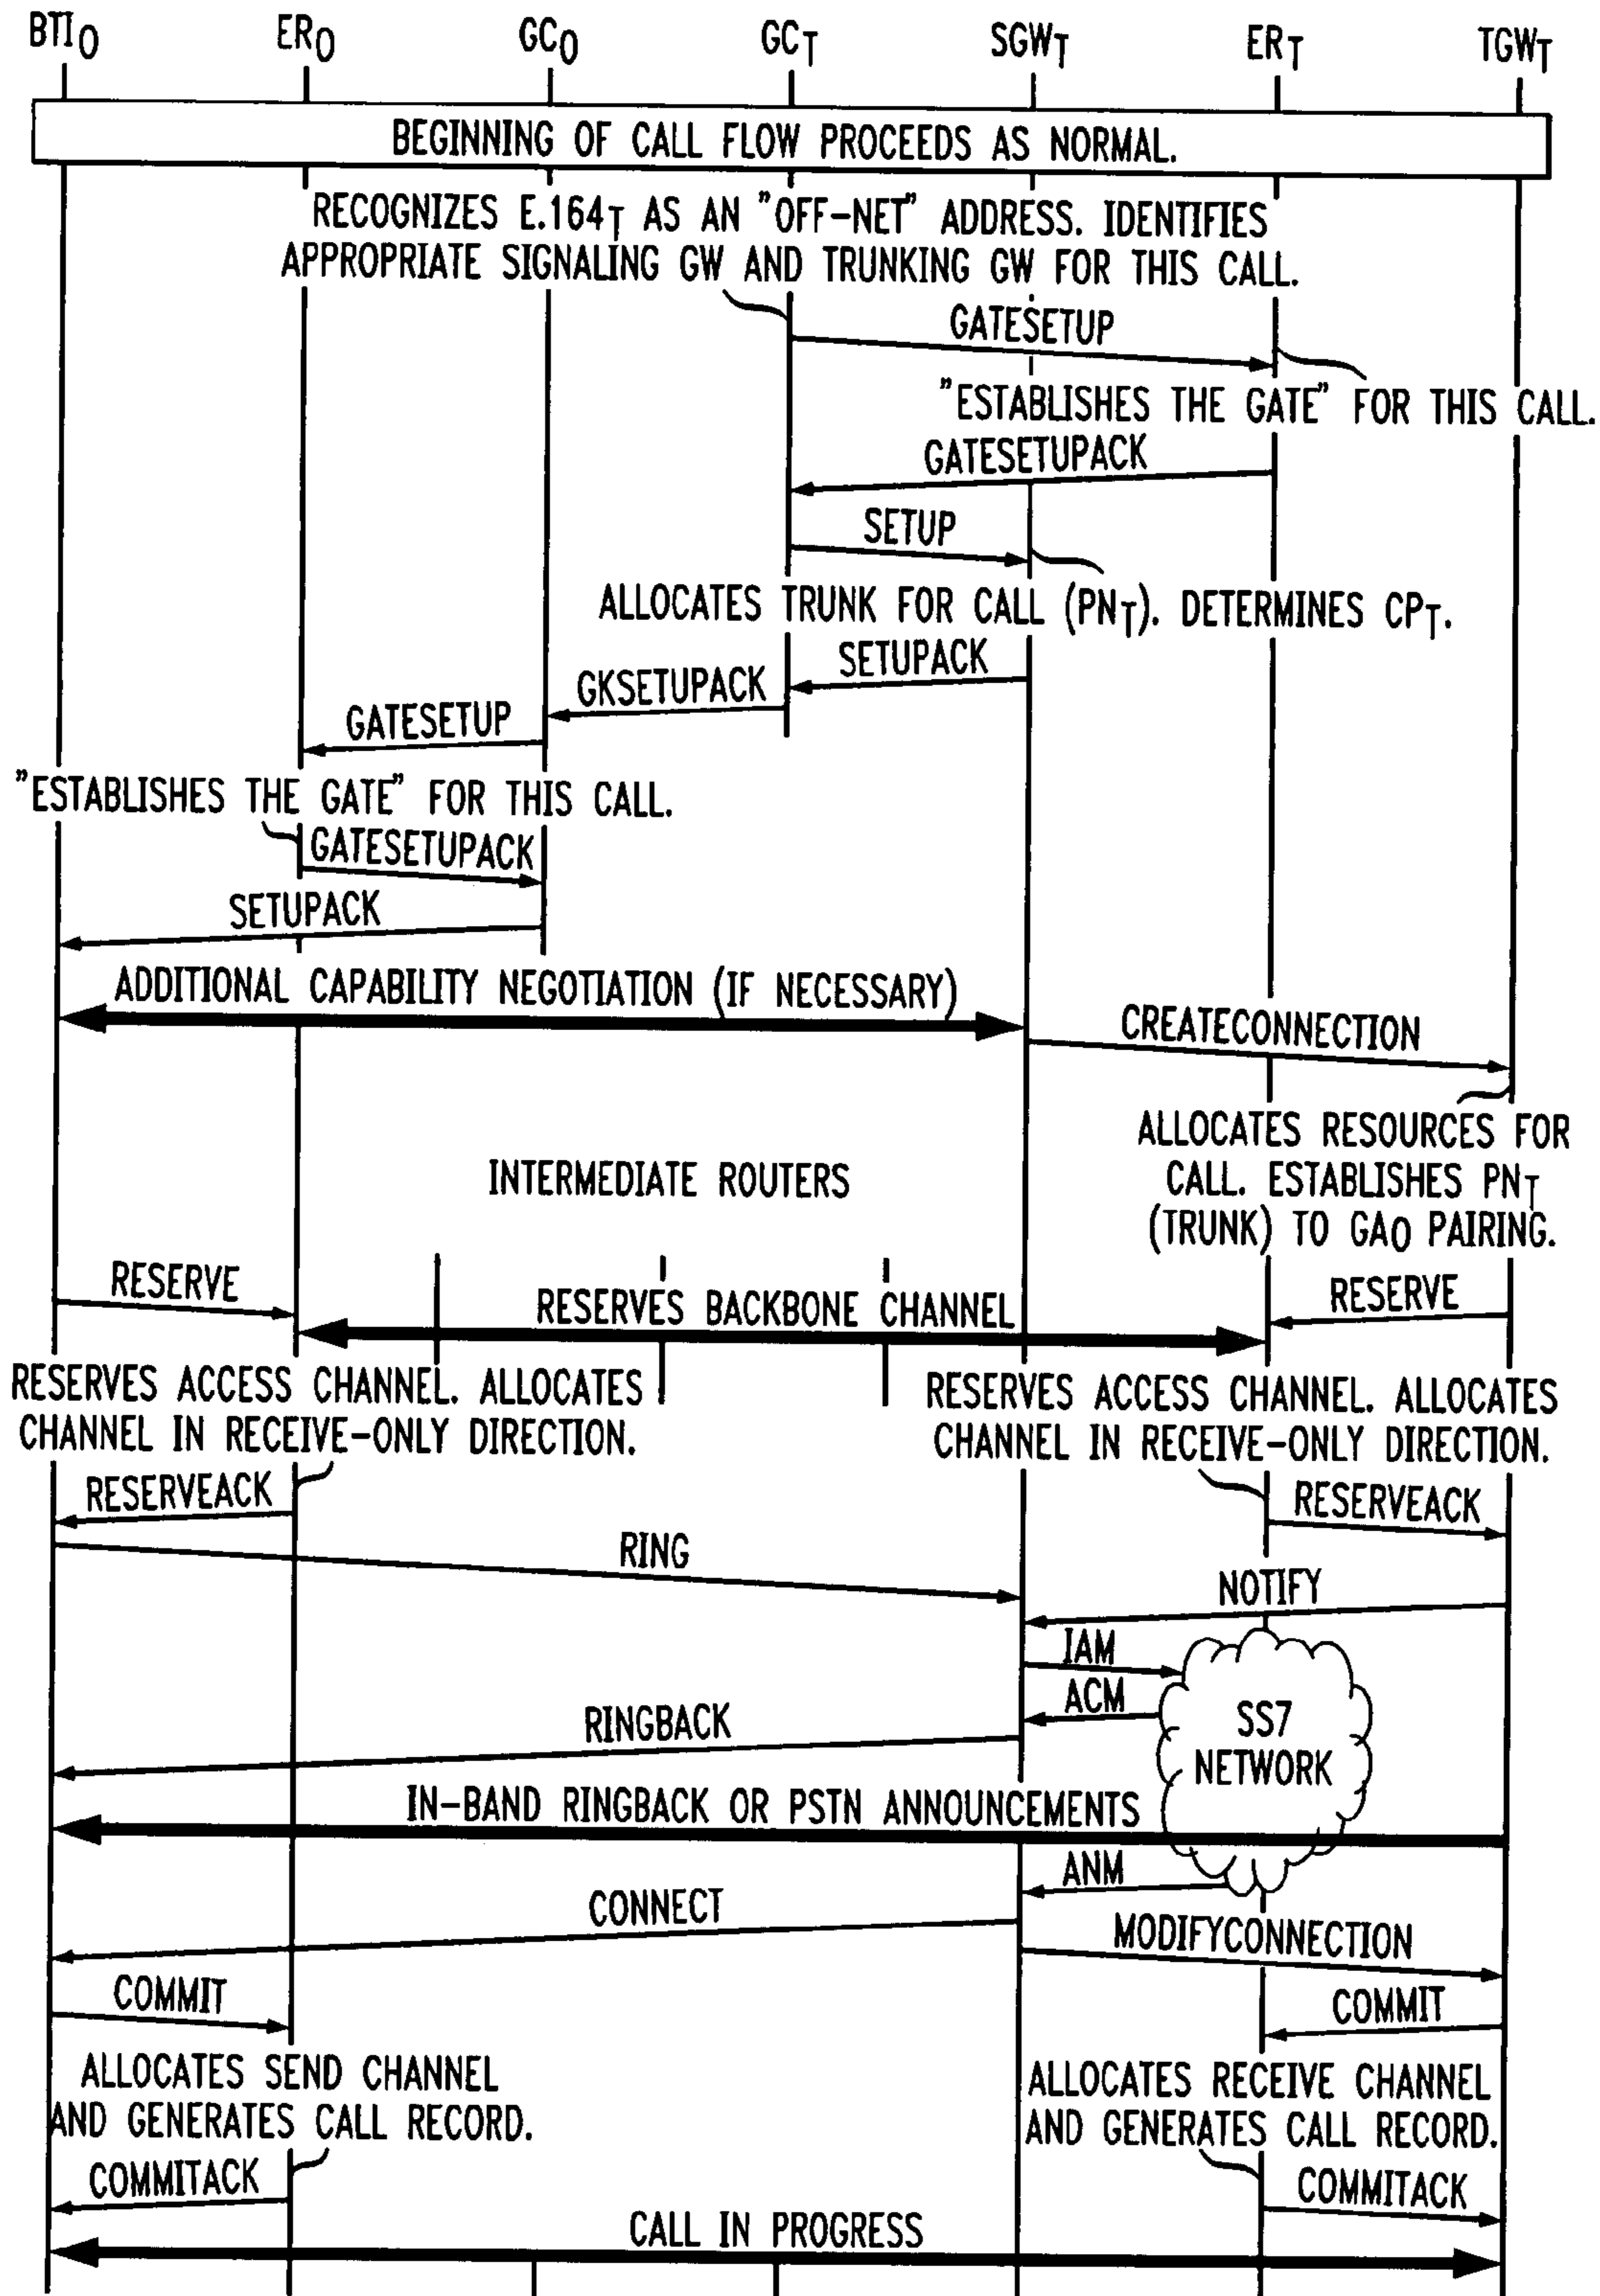 BTIO ERO GCO GCT SGWT ERT TGWT
BEGINNING OF CALL FLOW PROCEEDS AS NORMAL.
RECOGNIZES E.164T AS AN "OFF-NET" ADDRESS. IDENTIFIES
APPROPRIATE SIGNALING GW AND TRUNKING GW FOR THIS CALL.
GATESETUP
"ESTABLISHES THE GATE" FOR THIS CALL.
GATESETUPACK
SETUP
ALLOCATES TRUNK FOR CALL (PNT). DETERMINES CPT.
SETUPACK
GKSETUPACK
GATESETUP
"ESTABLISHES THE GATE" FOR THIS CALL.
GATESETUPACK
SETUPACK
ADDITIONAL CAPABILITY NEGOTIATION (IF NECESSARY)
CREATECONNECTION
ALLOCATES RESOURCES FOR
CALL. ESTABLISHES PNT
(TRUNK) TO GAO PAIRING.
INTERMEDIATE ROUTERS
RESERVE
RESERVES BACKBONE CHANNEL
RESERVE
RESERVES ACCESS CHANNEL. ALLOCATES
CHANNEL IN RECEIVE-ONLY DIRECTION.
RESERVES ACCESS CHANNEL. ALLOCATES
CHANNEL IN RECEIVE-ONLY DIRECTION.
RESERVEACK
RESERVEACK
RING
NOTIFY
IAM
ACM
SS7
NETWORK
RINGBACK
IN-BAND RINGBACK OR PSTN ANNOUNCEMENTS
ANM
CONNECT
MODIFYCONNECTION
COMMIT
COMMIT
ALLOCATES SEND CHANNEL
AND GENERATES CALL RECORD.
ALLOCATES RECEIVE CHANNEL
AND GENERATES CALL RECORD.
COMMITACK
COMMITACK
CALL IN PROGRESS